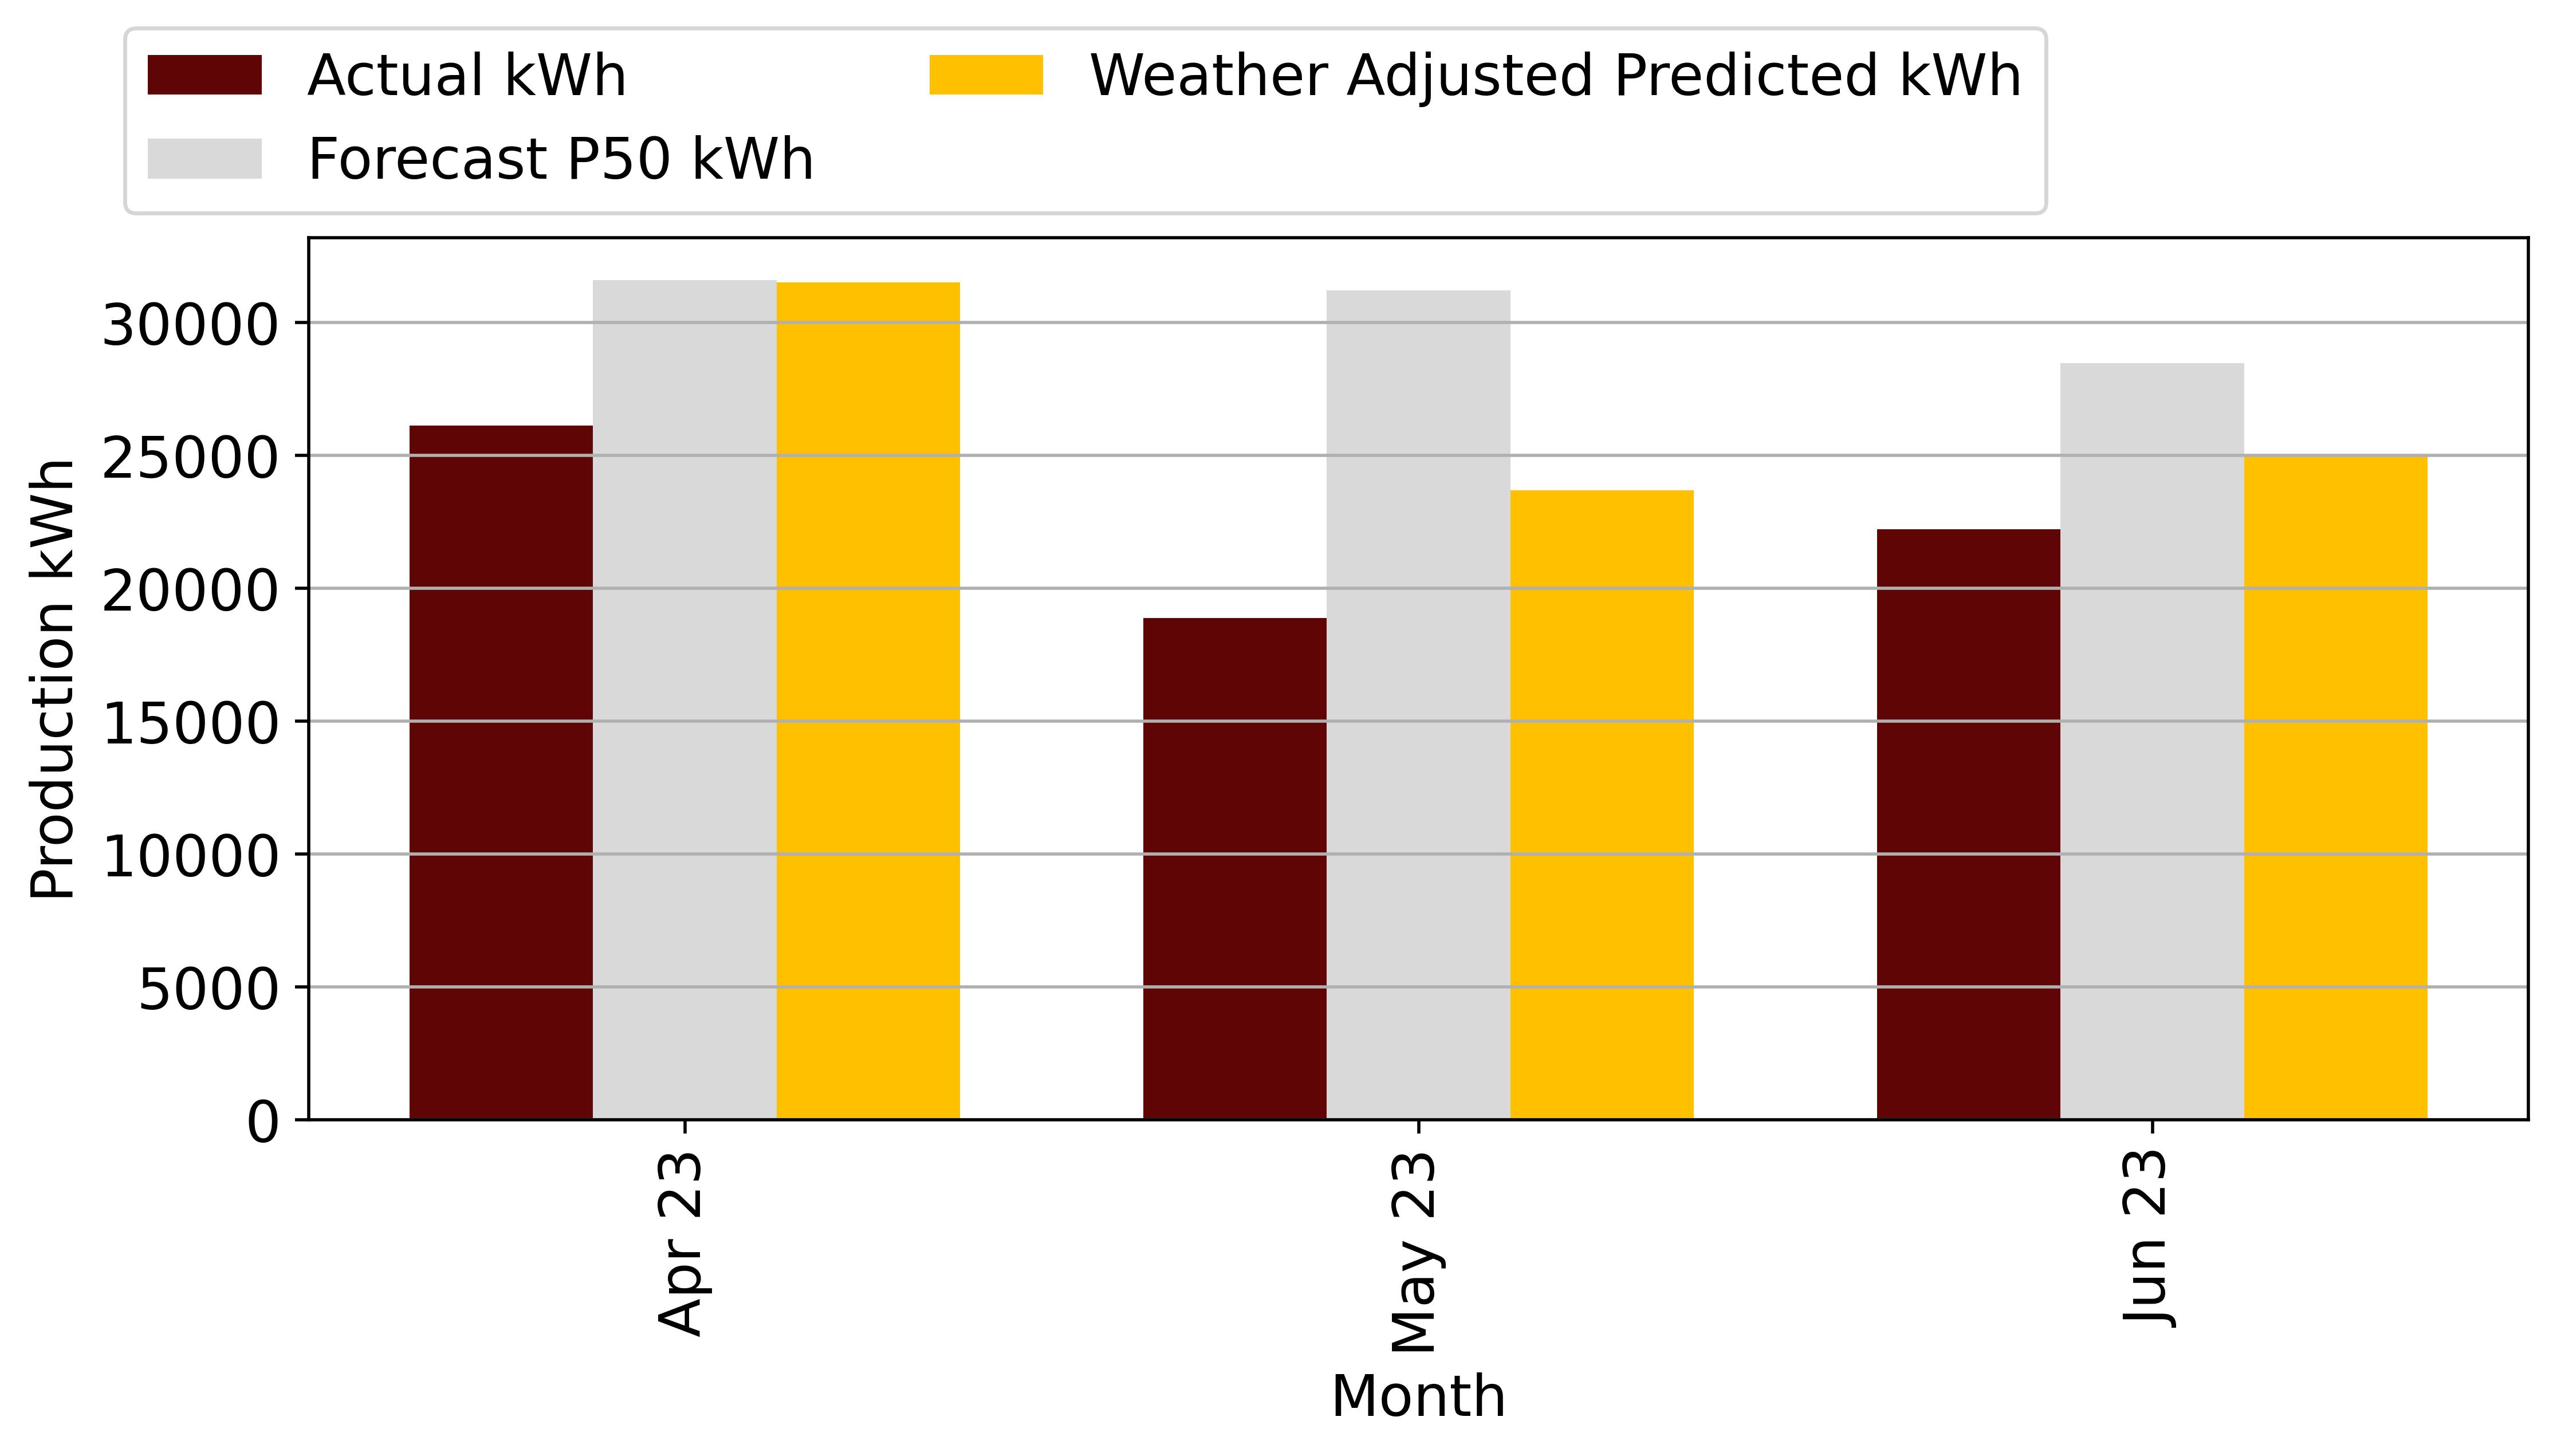 Actual kWh
Forecast P50 kWh
Weather Adjusted Predicted kWh
Production kWh
30000
25000
20000
15000
10000
5000
0
Apr 23
May 23
Jun 23
Month